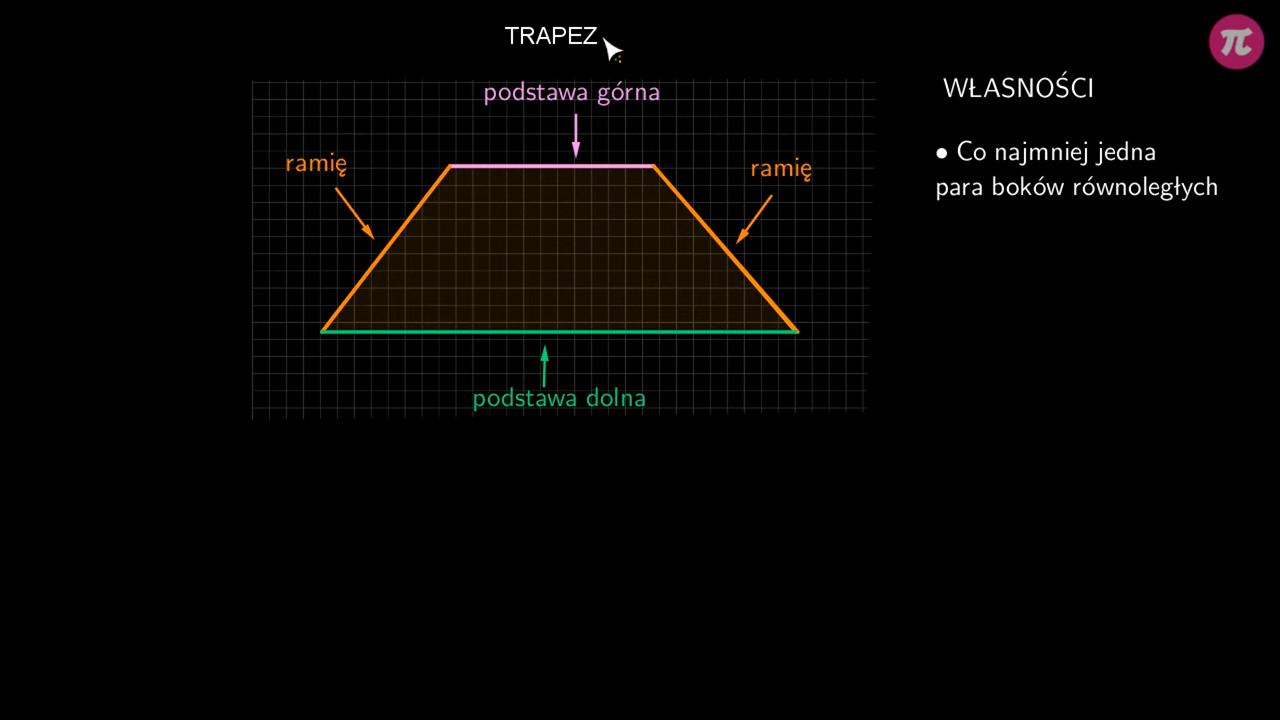 TRAPEZ
π
WŁASNOŚCI
podstawa górna
• Co najmniej jedna
para boków równoległych
ramię
ramię
podstawa dolna